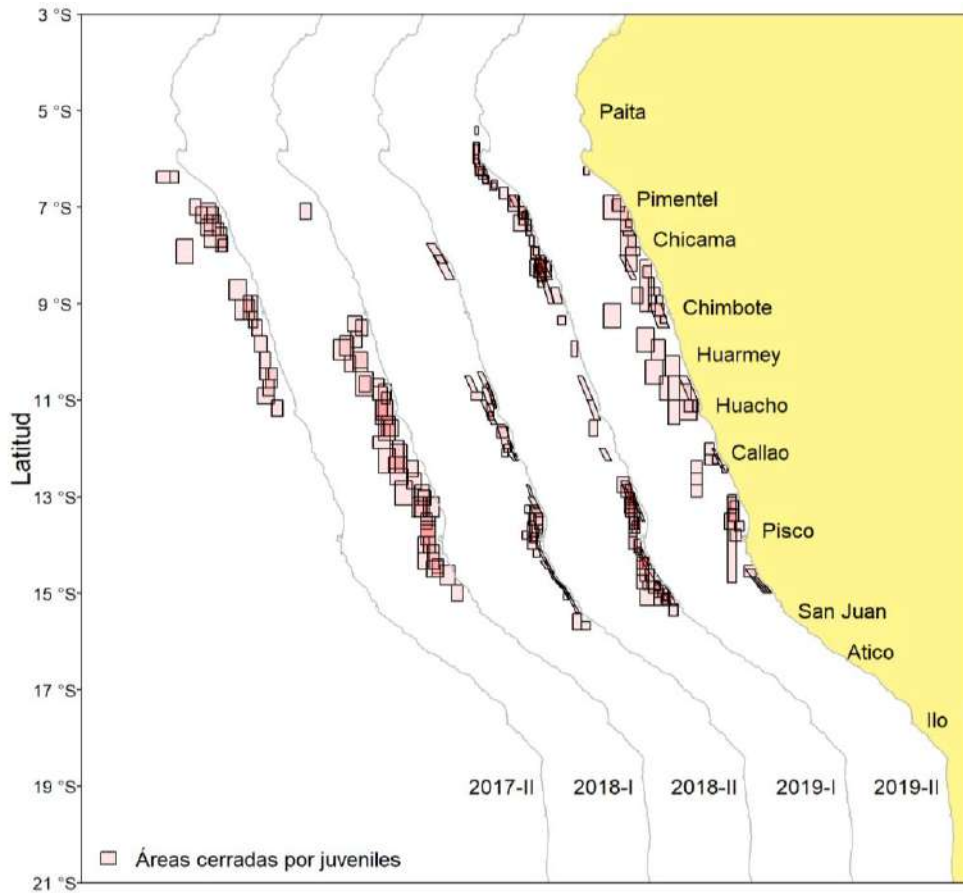 3 °S
5 °S
7 °S
9 °S
11 °S
13 °S
15 °S
17 °S
19 °S
21 °S
Latitud
Paita
Pimentel
Chicama
Chimbote
Huarmey
Huacho
Callao
Pisco
San Juan
Atico
Ilo
2017-II
2018-I
2018-II
2019-I
2019-II
Áreas cerradas por juveniles